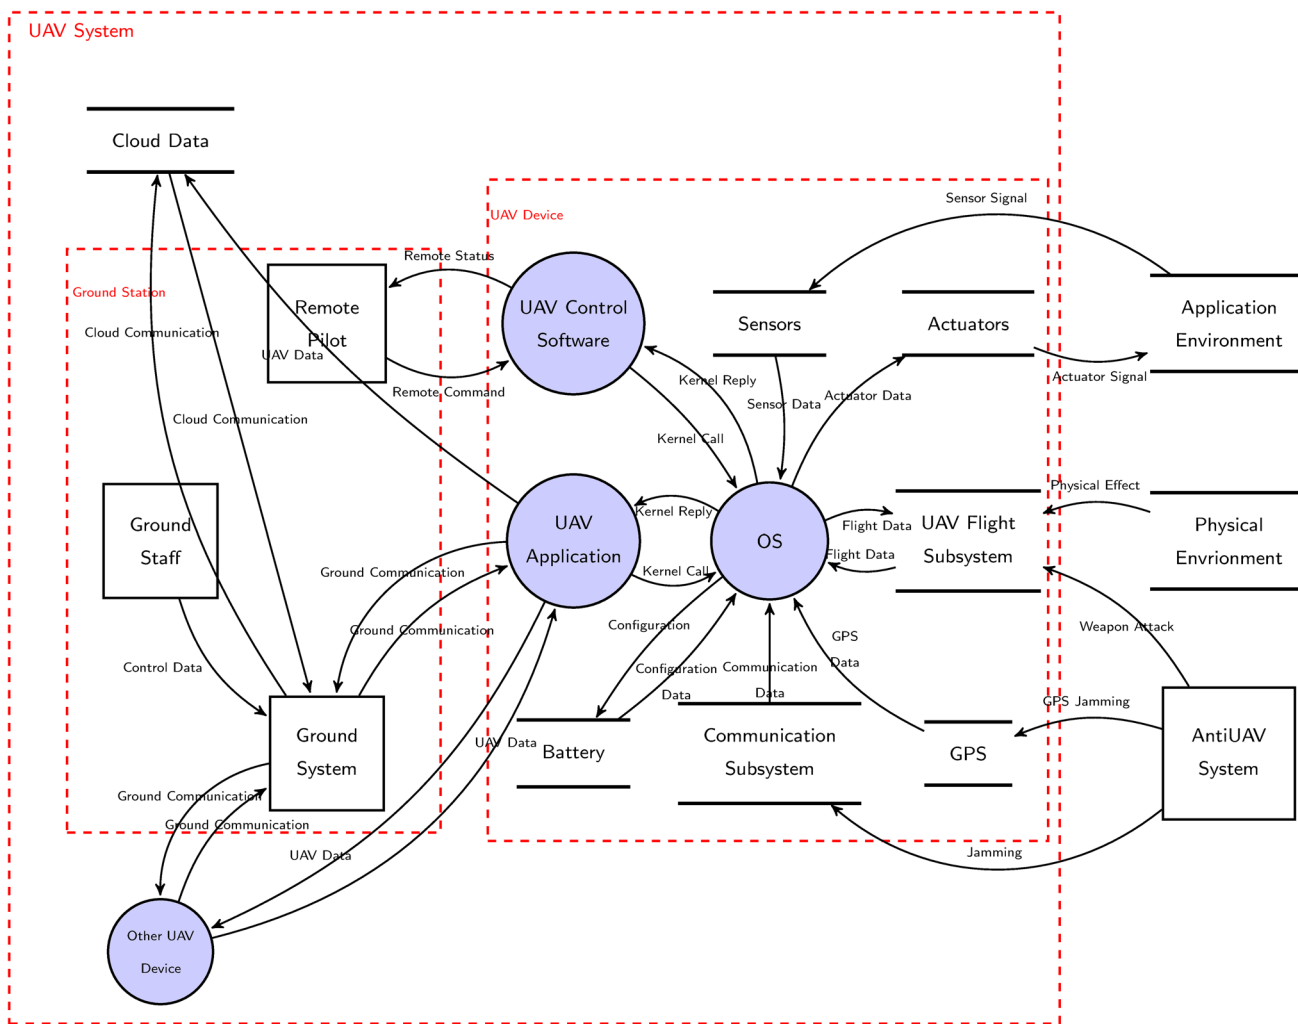 UAV System
Cloud Data
Sensor Signal
UAV Device
Remote Status
Ground Station
Remote
Pilot
UAV Control
Software
Sensors
Actuators
Application
Environment
Cloud Communication
UAV Data
Kernel Reply
Actuator Signal
Remote Command
Sensor Data
Actuator Data
Cloud Communication
Kernel Call
Physical Effect
Ground
Staff
UAV
Application
Kernel Reply
OS
Flight Data
UAV Flight
Subsystem
Physical
Envrionment
Flight Data
Ground Communication
Kernel Call
Ground Communication
Configuration
GPS
Data
Weapon Attack
Control Data
Configuration
Data
Communication
Data
GPS Jamming
Ground
System
UAV Data
Battery
Communication
Subsystem
GPS
AntiUAV
System
Ground Communication
Ground Communication
UAV Data
Jamming
Other UAV
Device